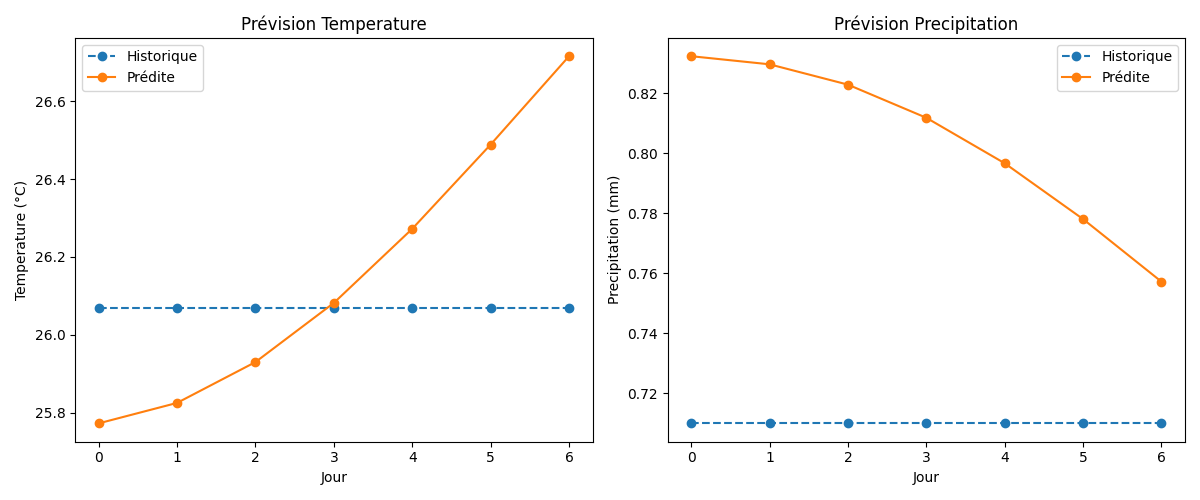 Prévision Temperature
Historique
Prédite
Temperature (°C)
26.6
26.4
26.2
26.0
25.8
0 1 2 3 4 5 6
Jour
Prévision Precipitation
Historique
Prédite
Precipitation (mm)
0.82
0.80
0.78
0.76
0.74
0.72
0 1 2 3 4 5 6
Jour